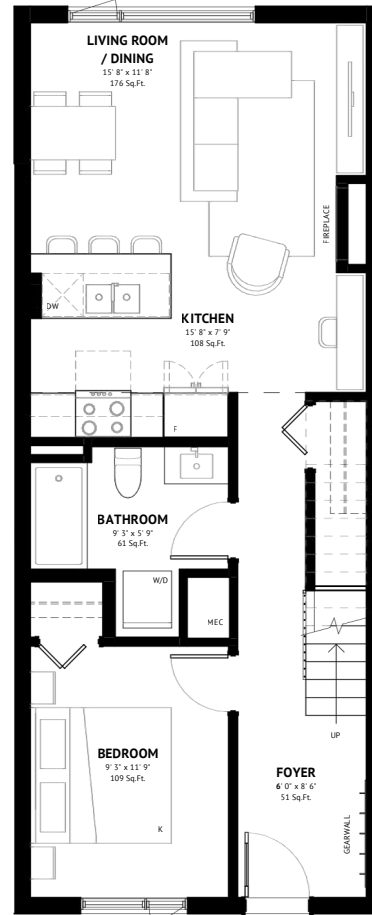 LIVING ROOM
/ DINING
15' 8" x 11' 8"
176 Sq.Ft.
FIREPLACE
DW
KITCHEN
15' 8" x 7' 9"
108 Sq.Ft.
F
BATHROOM
9' 3" x 5' 9"
61 Sq.Ft.
W/D
MEC
UP
BEDROOM
9' 3" x 11' 9"
109 Sq.Ft.
K
FOYER
6' 0" x 8' 6"
51 Sq.Ft.
GEARWALL